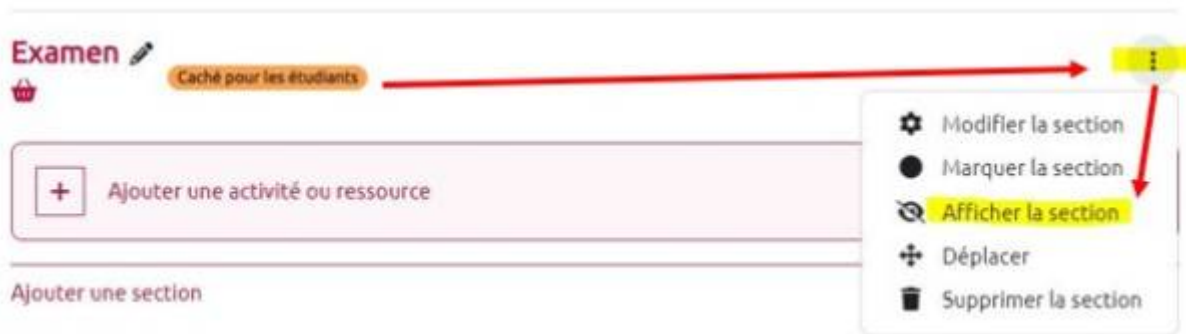 Examen
Caché pour les étudiants
Modifier la section
Marquer la section
Ajouter une activité ou ressource
Afficher la section
Déplacer
Ajouter une section
Supprimer la section